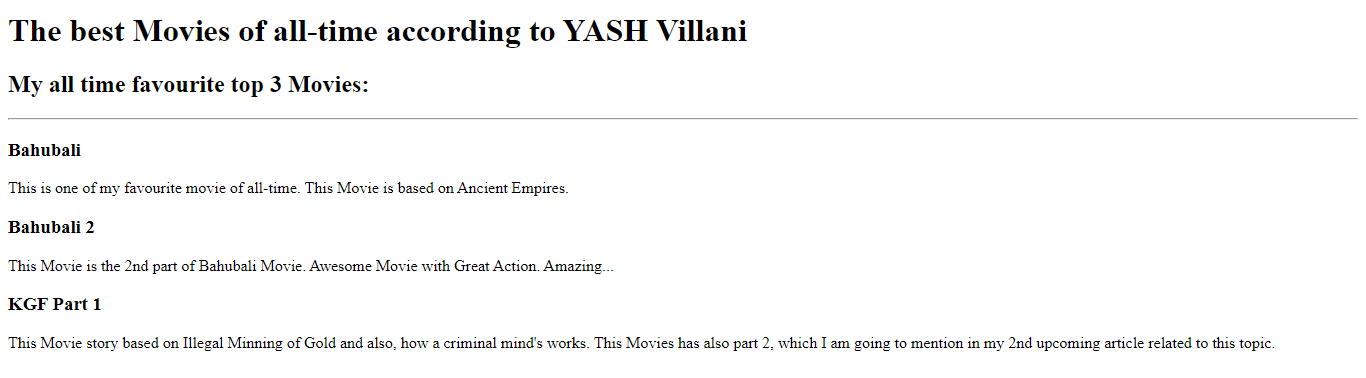 The best Movies of all-time according to YASH Villani
My all time favourite top 3 Movies:
Bahubali
This is one of my favourite movie of all-time. This Movie is based on Ancient Empires.
Bahubali 2
This Movie is the 2nd part of Bahubali Movie. Awesome Movie with Great Action. Amazing...
KGF Part 1
This Movie story based on Illegal Minning of Gold and also, how a criminal mind's works. This Movies has also part 2, which I am going to mention in my 2nd upcoming article related to this topic.